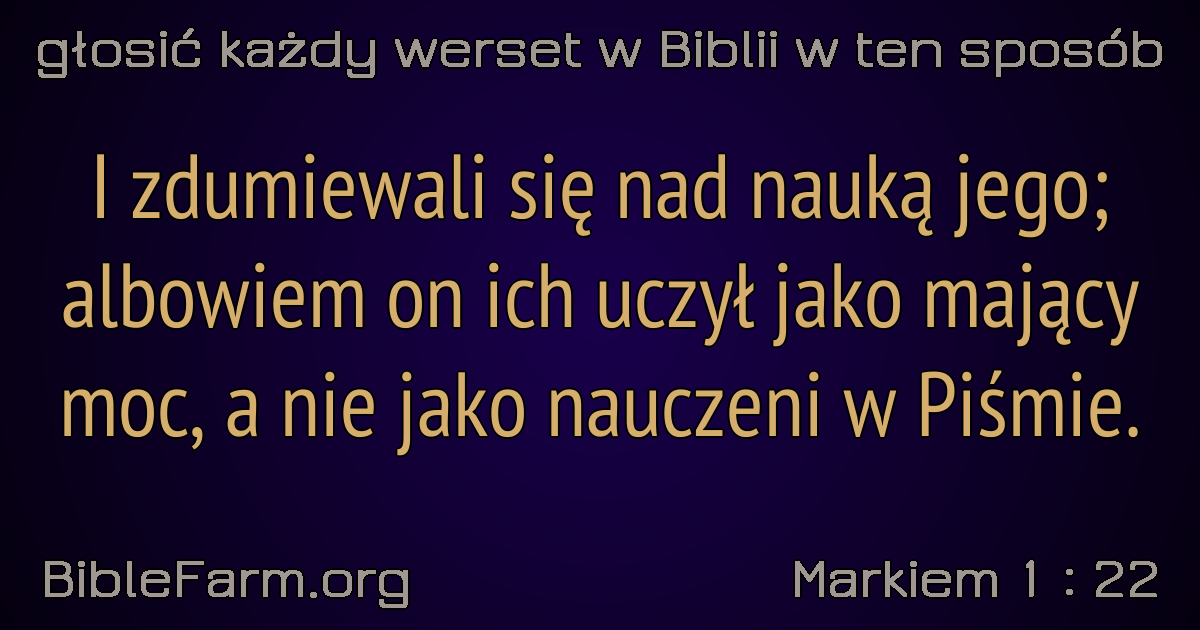 głosić każdy werset w Biblii w ten sposób
I zdumiewali się nad nauką jego;
albowiem on ich uczył jako mający
moc, a nie jako nauczeni w Piśmie.
BibleFarm.org
Markiem 1 : 22